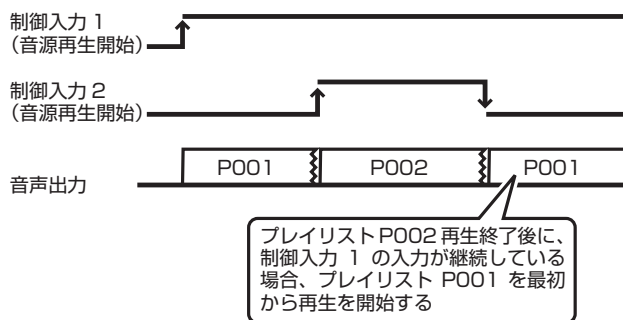 制御入力 1
（音源再生開始）
制御入力 2
（音源再生開始）
音声出力
P001
P002
P001
プレイリスト P002 再生終了後に、
制御入力 1 の入力が継続している
場合、プレイリスト P001 を最初
から再生を開始する